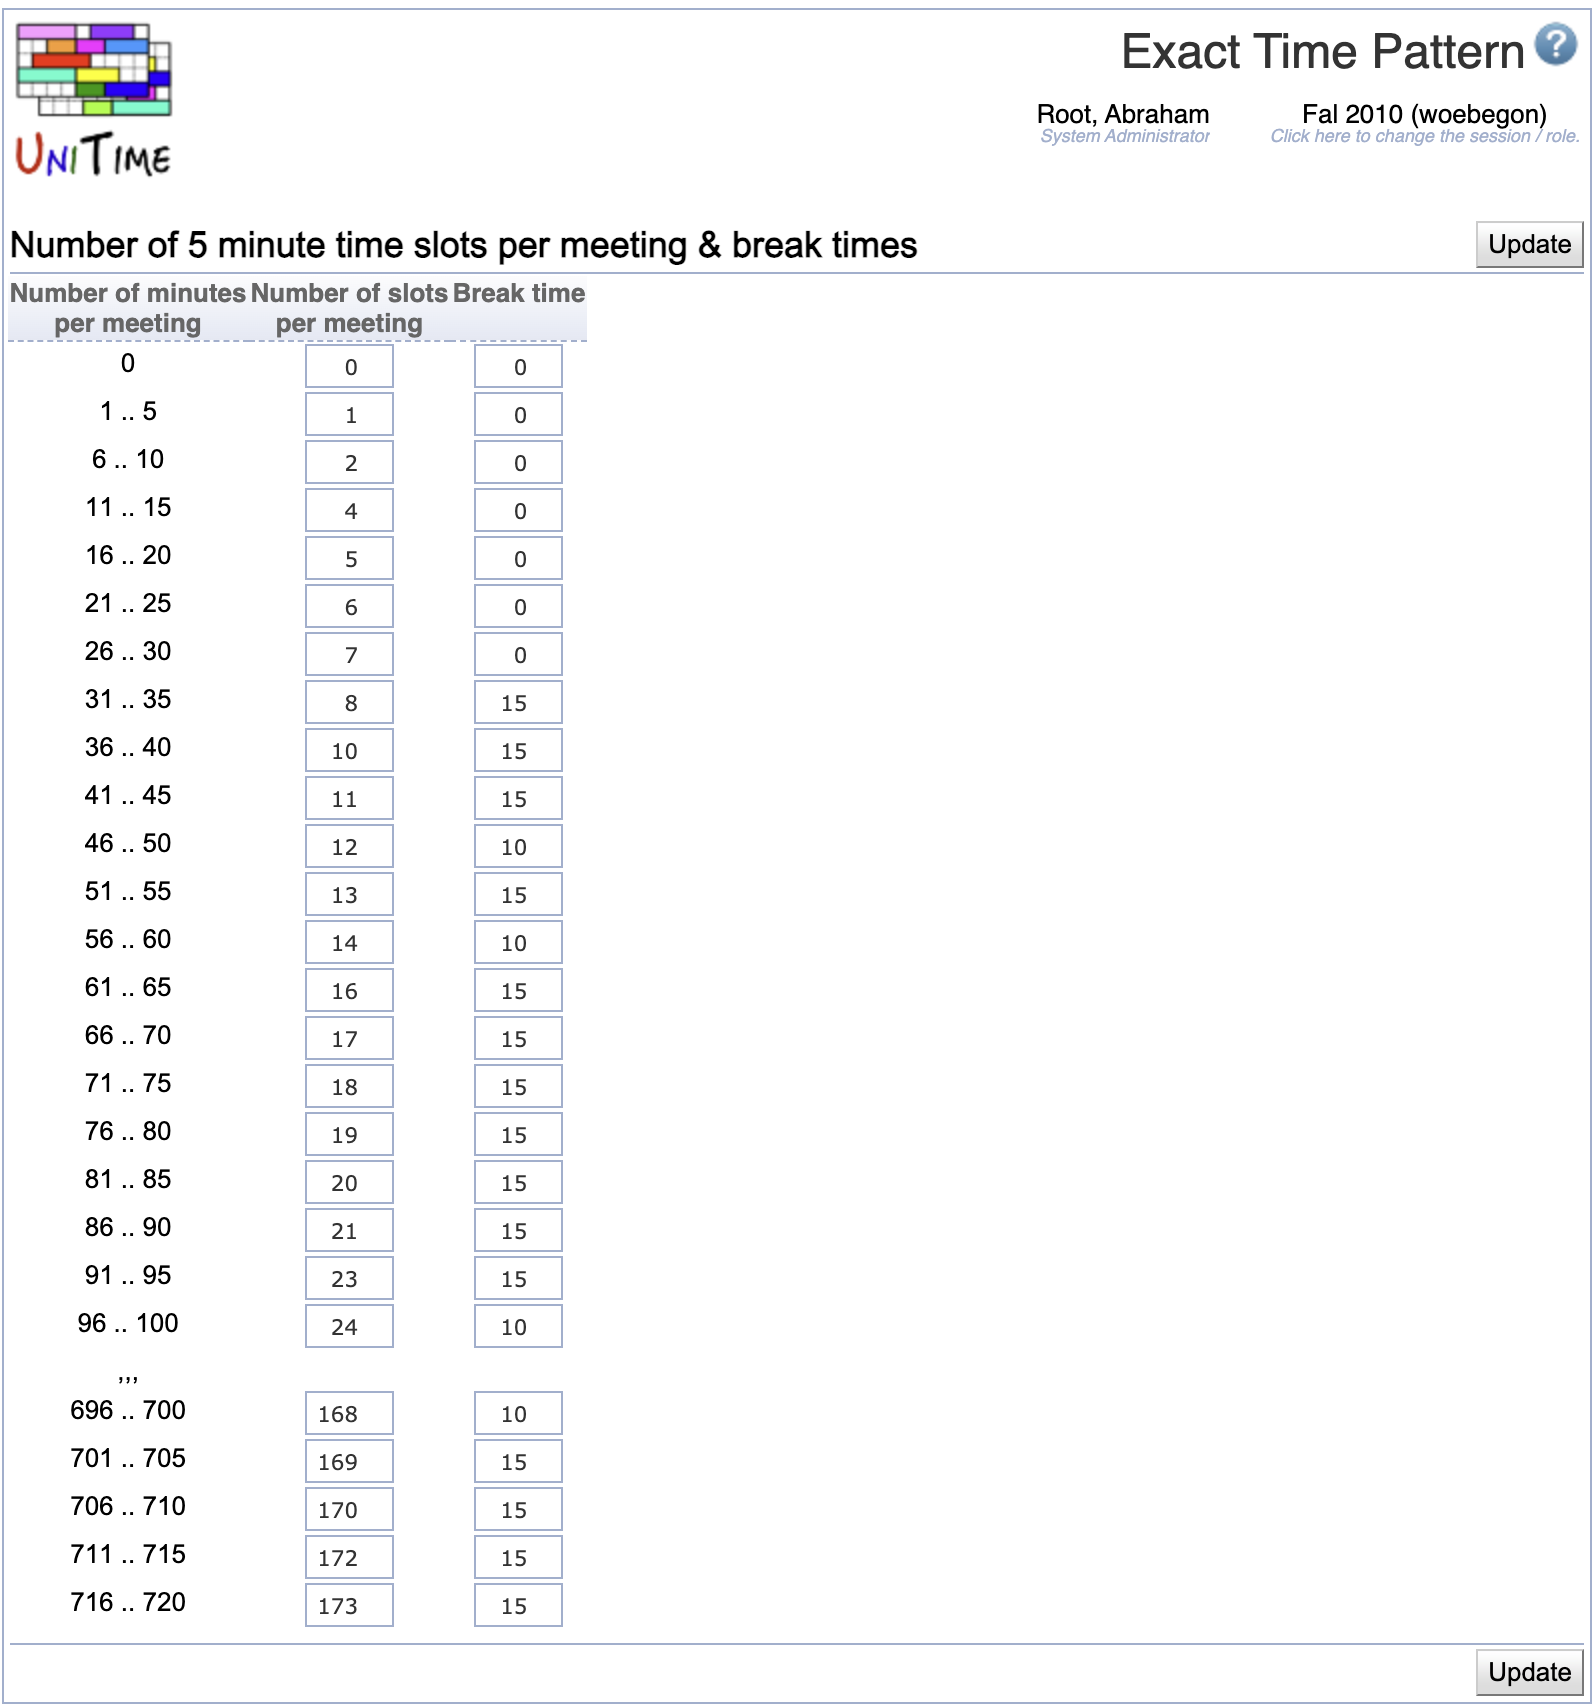 Exact Time Pattern ?
UNITIME
Root, Abraham Fal 2010 (woebegon)
System Administrator Click here to change the session / role.
Number of 5 minute time slots per meeting & break times Update
Number of minutes per meeting Number of slots per meeting Break time
0 0 0
1 .. 5 1 0
6 .. 10 2 0
11 .. 15 4 0
16 .. 20 5 0
21 .. 25 6 0
26 .. 30 7 0
31 .. 35 8 15
36 .. 40 10 15
41 .. 45 11 15
46 .. 50 12 10
51 .. 55 13 15
56 .. 60 14 10
61 .. 65 16 15
66 .. 70 17 15
71 .. 75 18 15
76 .. 80 19 15
81 .. 85 20 15
86 .. 90 21 15
91 .. 95 23 15
96 .. 100 24 10
,,,
696 .. 700 168 10
701 .. 705 169 15
706 .. 710 170 15
711 .. 715 172 15
716 .. 720 173 15
Update